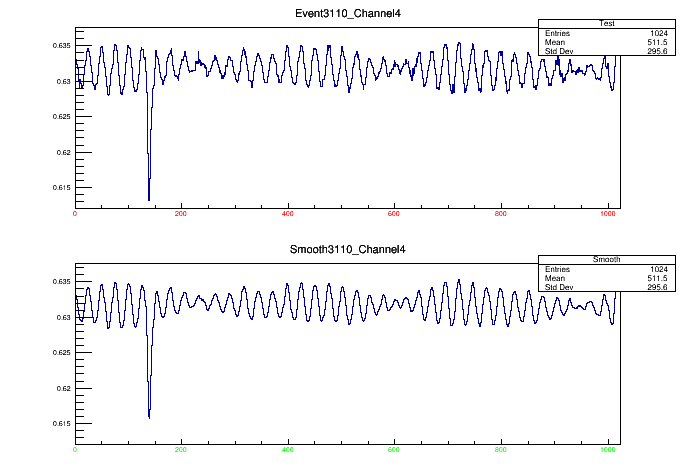 Event3110_Channel4
Test
Entries 1024
Mean 511.5
Std Dev 295.6
0.635
0.63
0.625
0.62
0.615
0 200 400 600 800 1000
Smooth3110_Channel4
Smooth
Entries 1024
Mean 511.5
Std Dev 295.6
0.635
0.63
0.625
0.62
0.615
0 200 400 600 800 1000